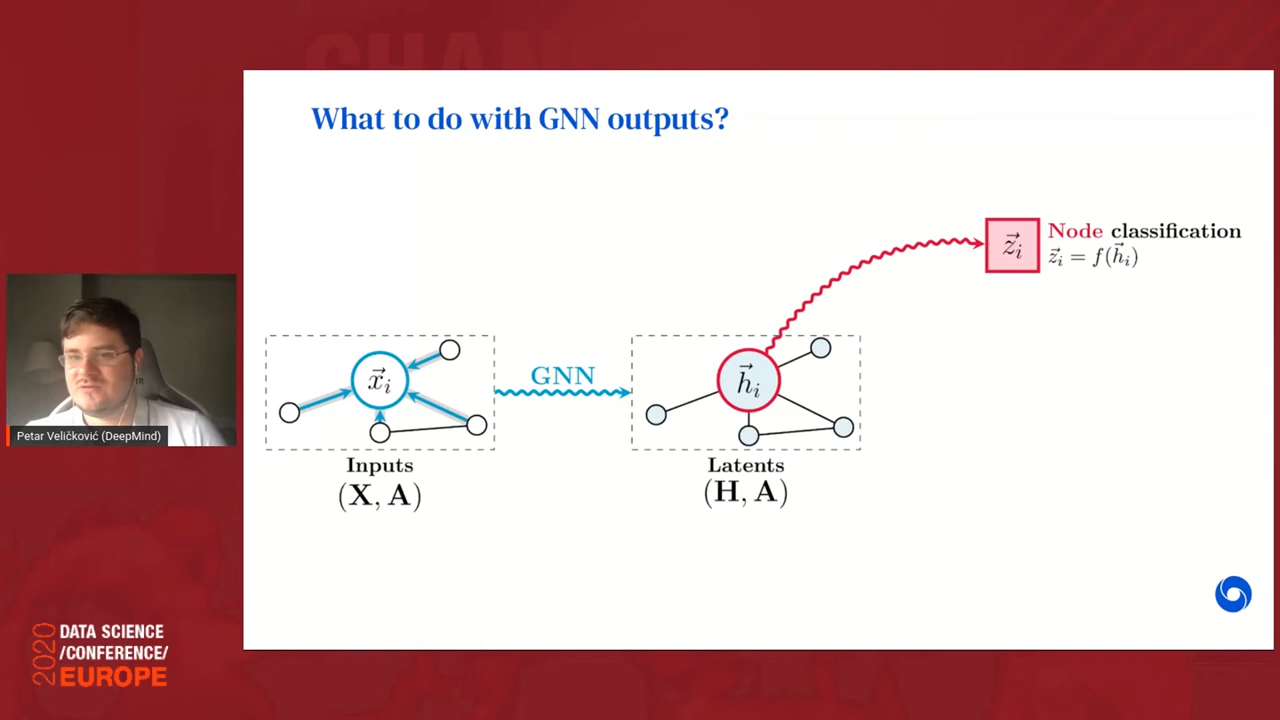 What to do with GNN outputs?
z⃗ᵢ
Node classification
z⃗ᵢ = f(h⃗ᵢ)
x⃗ᵢ
GNN
h⃗ᵢ
Petar Veličković (DeepMind)
Inputs
(X, A)
Latents
(H, A)
2020
DATA SCIENCE
/CONFERENCE/
EUROPE